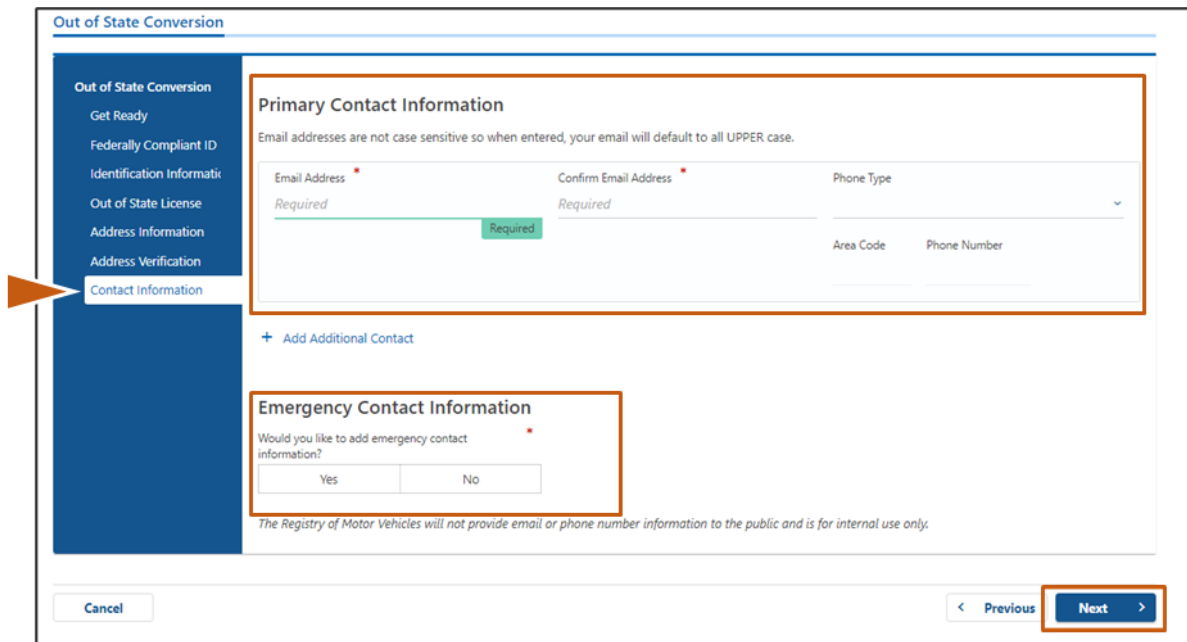 Out of State Conversion
Out of State Conversion
Get Ready
Federally Compliant ID
Identification Informatic
Out of State License
Address Information
Address Verification
Contact Information
Primary Contact Information
Email addresses are not case sensitive so when entered, your email will default to all UPPER case.
Email Address * Confirm Email Address * Phone Type
Required Required
Required
Area Code Phone Number
+ Add Additional Contact
Emergency Contact Information
Would you like to add emergency contact *
information?
Yes No
The Registry of Motor Vehicles will not provide email or phone number information to the public and is for internal use only.
Cancel < Previous Next >